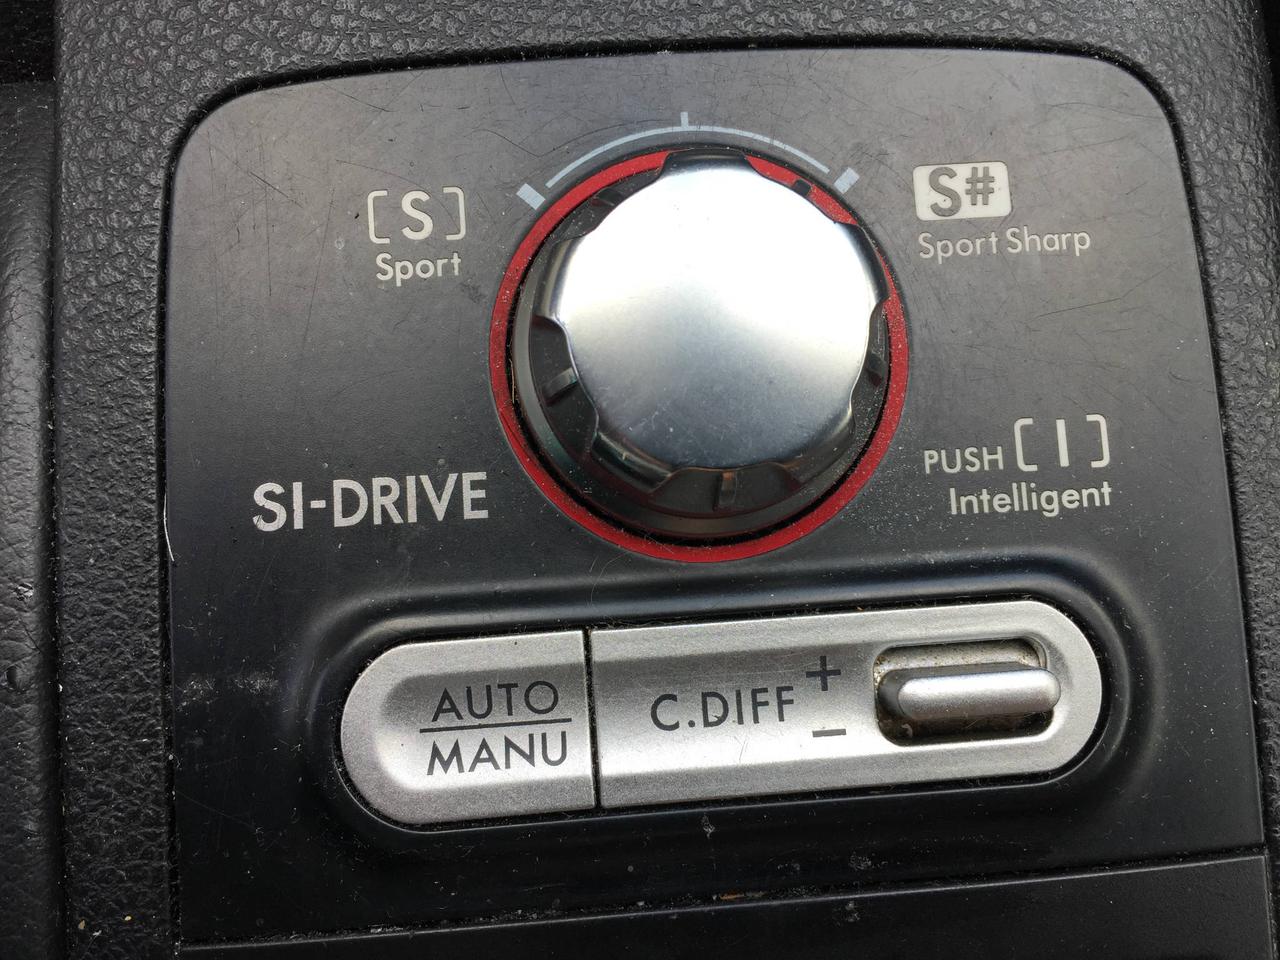 [S]
Sport
S#
Sport Sharp
SI-DRIVE
PUSH [I]
Intelligent
AUTO
MANU
C.DIFF + −